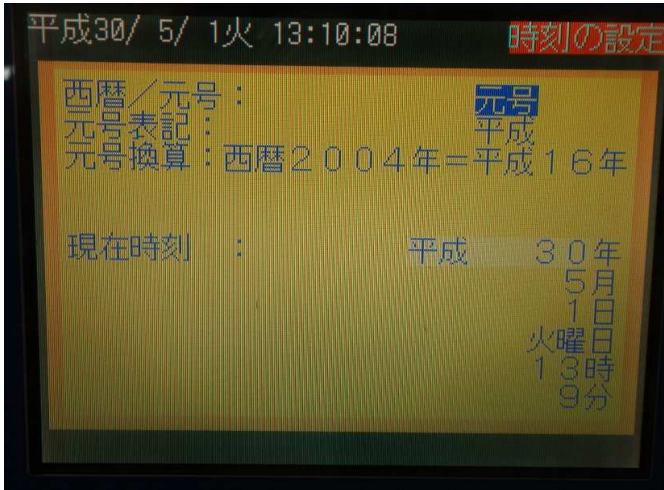 平成30/ 5/ 1火 13:10:08 時刻の設定
西暦／元号： 元号
元号表記： 平成
元号換算：西暦２００４年＝平成１６年
現在時刻　： 平成　３０年
５月
１日
火曜日
１３時
９分